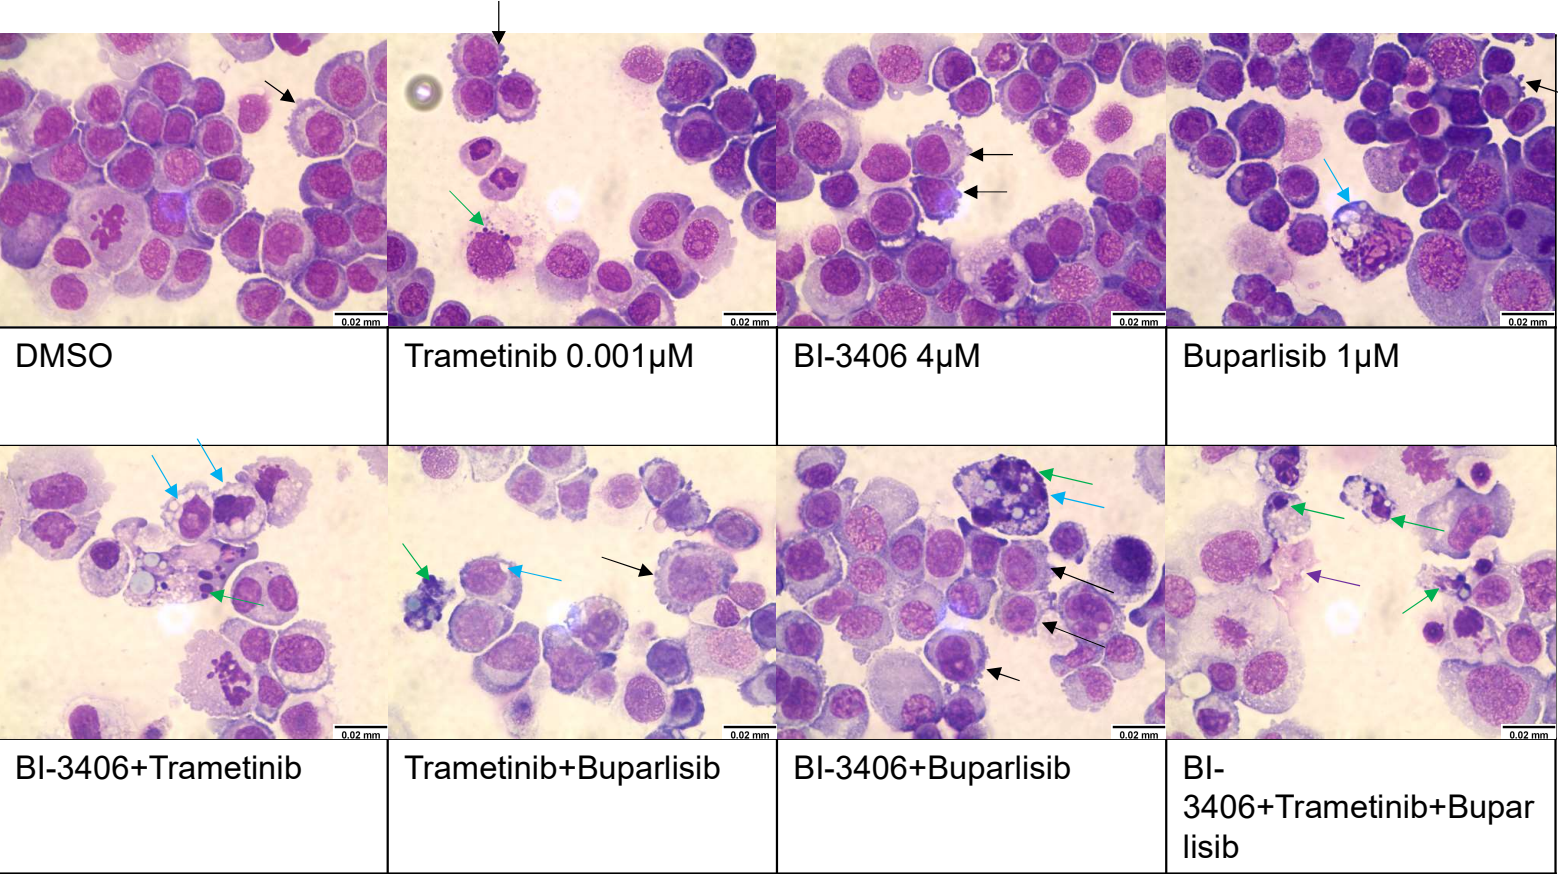 0.02 mm
0.02 mm
0.02 mm
0.02 mm
DMSO
Trametinib 0.001µM
BI-3406 4µM
Buparlisib 1µM
0.02 mm
0.02 mm
0.02 mm
0.02 mm
BI-3406+Trametinib
Trametinib+Buparlisib
BI-3406+Buparlisib
BI-
3406+Trametinib+Bupar
lisib